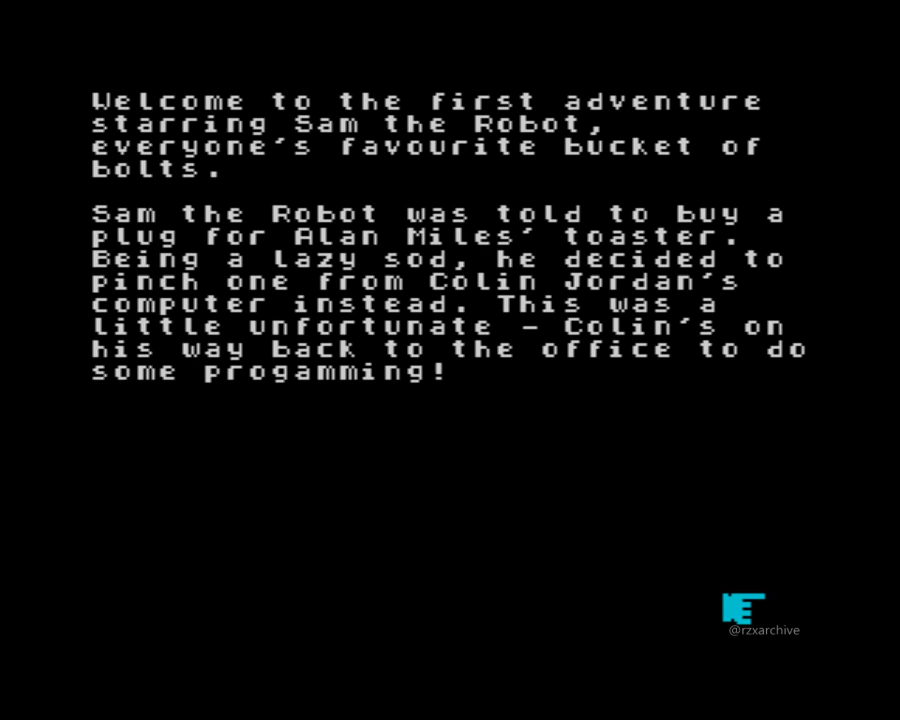 Welcome to the first adventure
starring Sam the Robot,
everyone's favourite bucket of
bolts.
Sam the Robot was told to buy a
plug for Alan Miles' toaster.
Being a lazy sod, he decided to
pinch one from Colin Jordan's
computer instead. This was a
little unfortunate - Colin's on
his way back to the office to do
some progamming!
@rzxarchive